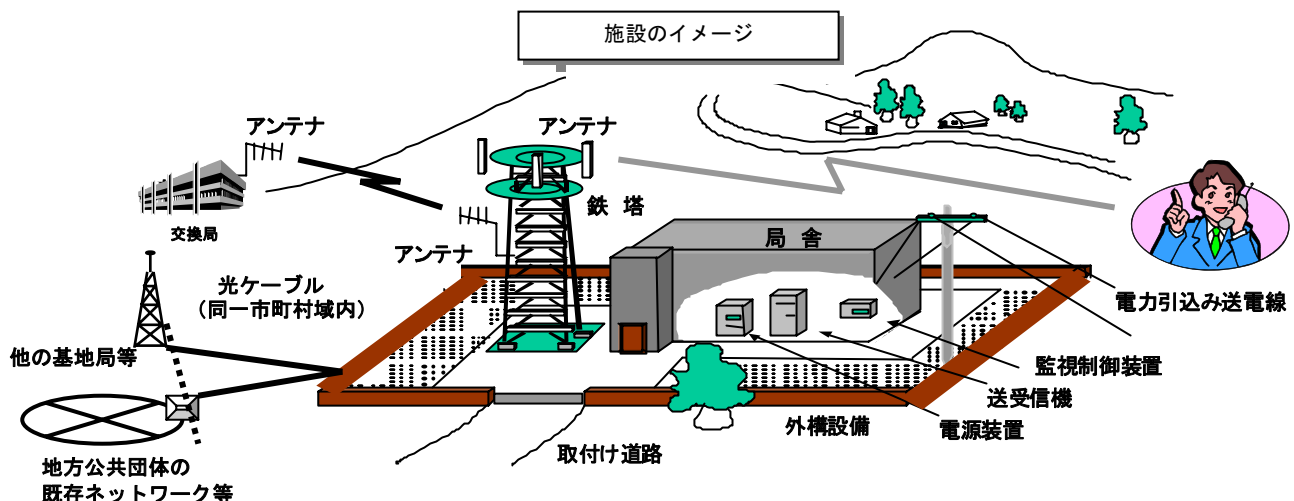 施設のイメージ
アンテナ
アンテナ
交換局
鉄塔
アンテナ
局舎
光ケーブル
（同一市町村域内）
電力引込み送電線
他の基地局等
監視制御装置
送受信機
電源装置
外構設備
取付け道路
地方公共団体の
既存ネットワーク等